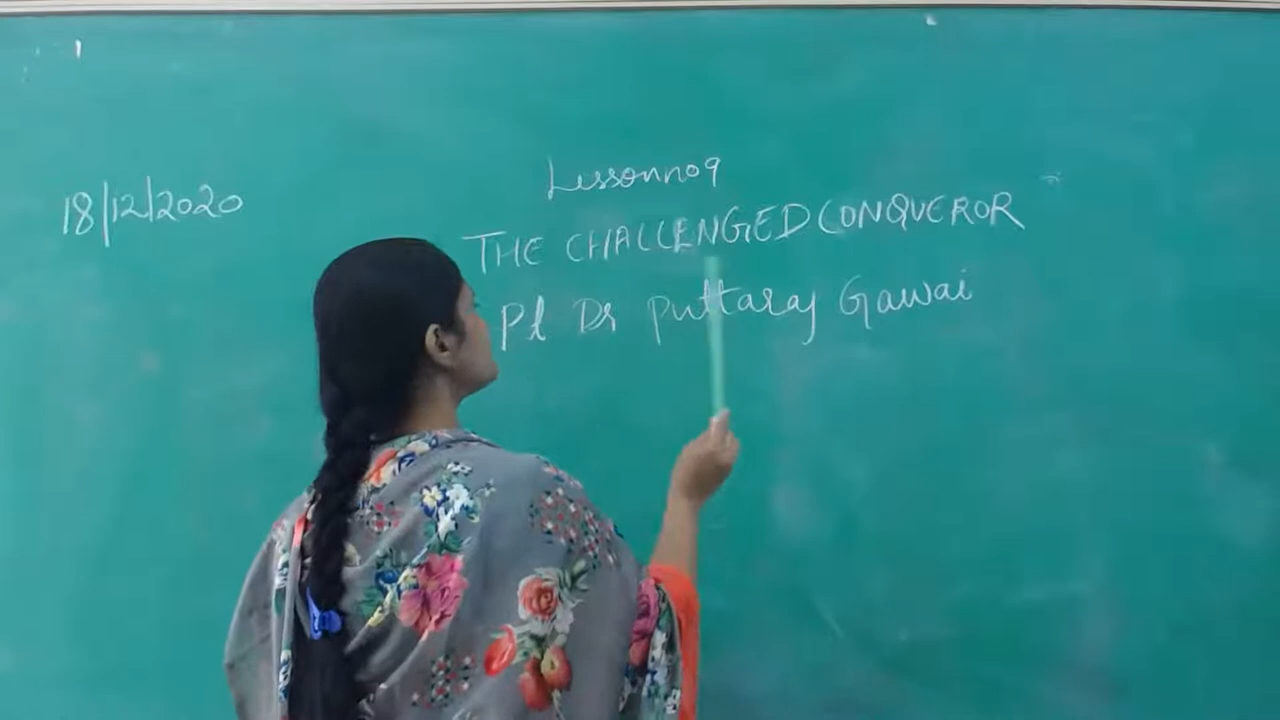 18/12/2020
Lesson no 9
THE CHALLENGED CONQUEROR
Pt Dr Puttaraj Gawai